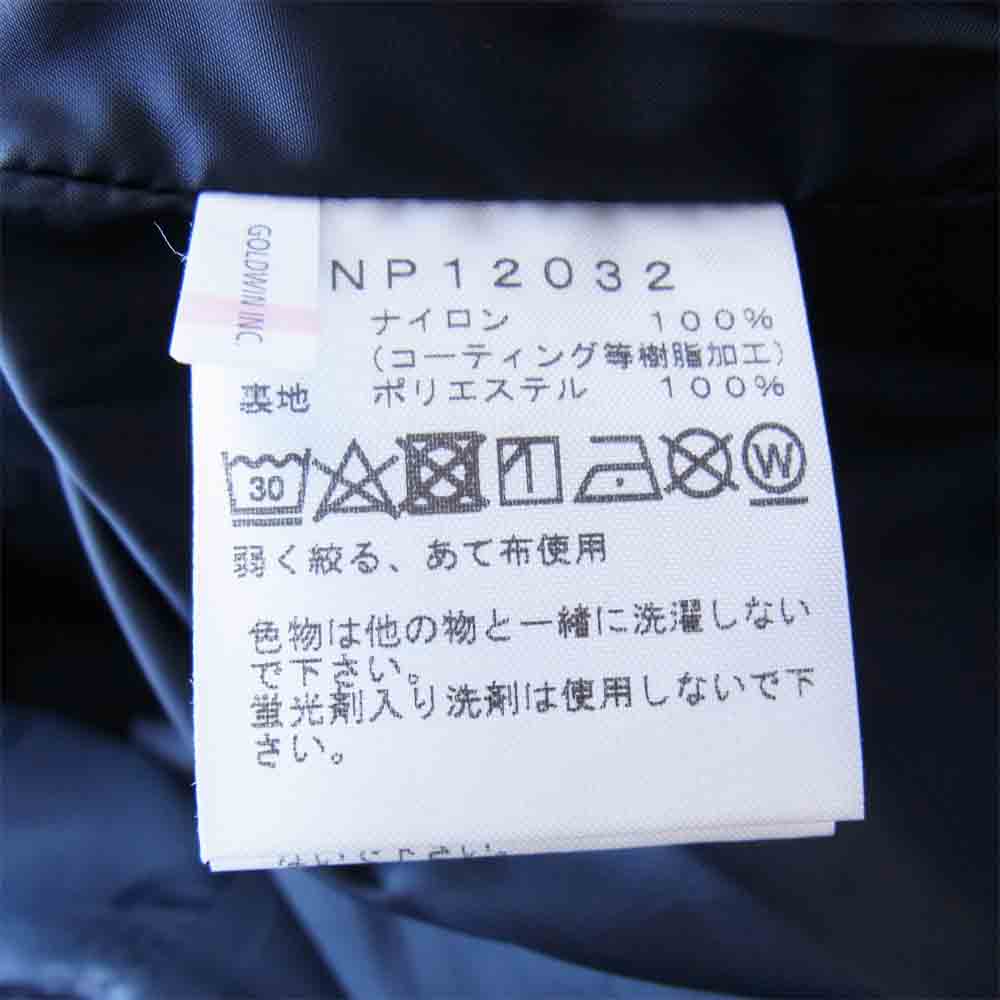 GOLDWIN INC
NP12032
ナイロン 100%
(コーティング等樹脂加工)
裏地 ポリエステル 100%
30 W
弱く絞る、あて布使用
色物は他の物と一緒に洗濯しない
で下さい。
蛍光剤入り洗剤は使用しないで下
さい。